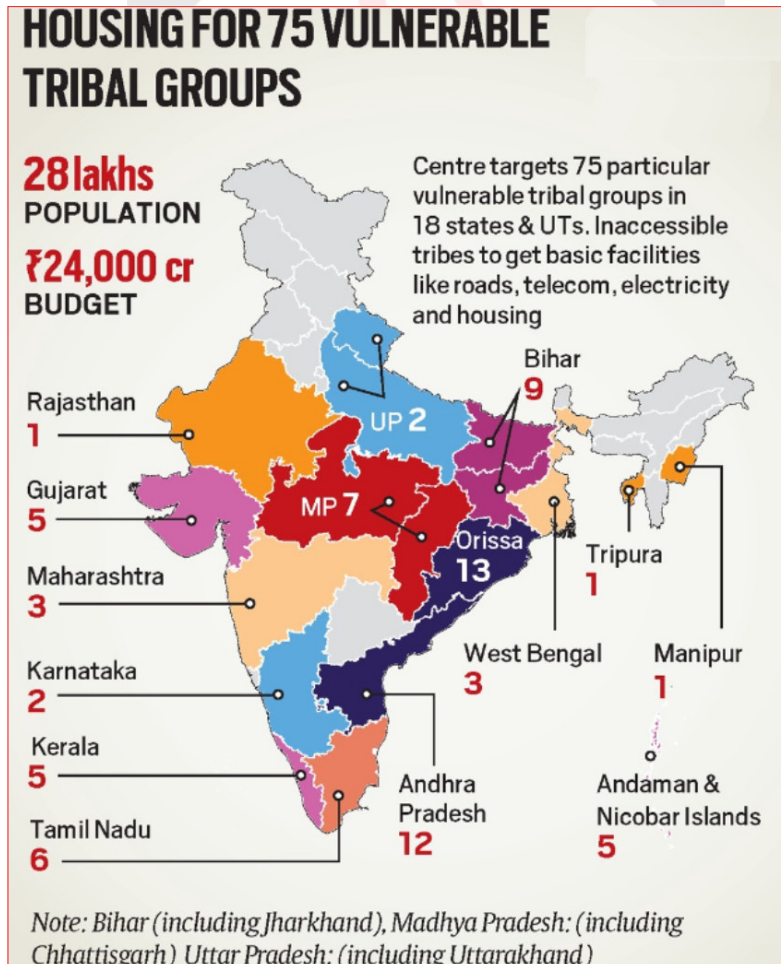 HOUSING FOR 75 VULNERABLE
TRIBAL GROUPS
28 lakhs
POPULATION
₹24,000 cr
BUDGET
Centre targets 75 particular
vulnerable tribal groups in
18 states & UTs. Inaccessible
tribes to get basic facilities
like roads, telecom, electricity
and housing
Bihar
9
Rajasthan
1
UP 2
Gujarat
5
MP 7
Orissa
13
Tripura
1
Maharashtra
3
West Bengal
3
Manipur
1
Karnataka
2
Kerala
5
Andhra
Pradesh
12
Andaman &
Nicobar Islands
5
Tamil Nadu
6
Note: Bihar (including Jharkhand), Madhya Pradesh: (including
Chhattisgarh) Uttar Pradesh: (including Uttarakhand)